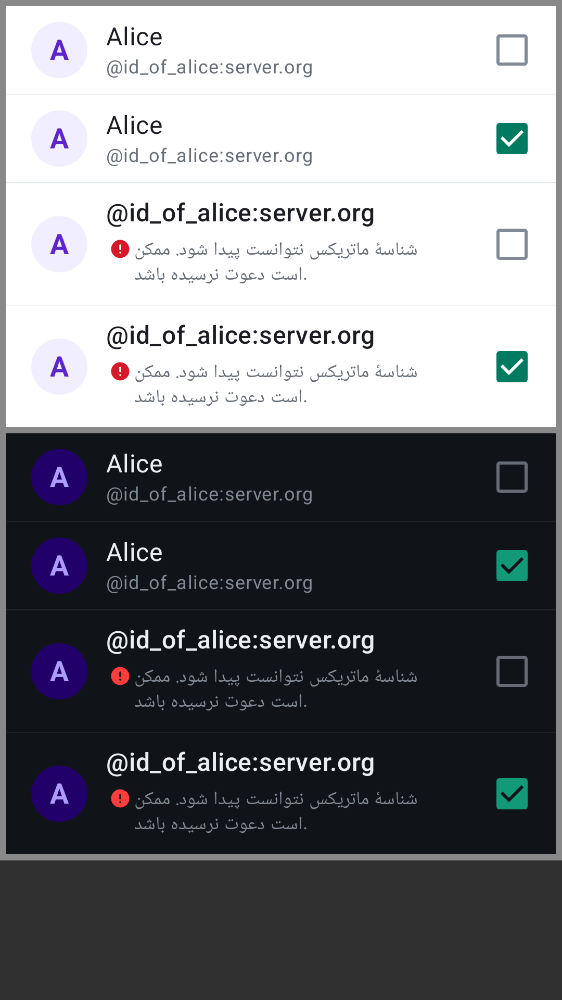 A
Alice
@id_of_alice:server.org
A
Alice
@id_of_alice:server.org
A
@id_of_alice:server.org
شناسهٔ ماتریکس نتوانست پیدا شود. ممکن
است دعوت نرسیده باشد.
A
@id_of_alice:server.org
شناسهٔ ماتریکس نتوانست پیدا شود. ممکن
است دعوت نرسیده باشد.
A
Alice
@id_of_alice:server.org
A
Alice
@id_of_alice:server.org
A
@id_of_alice:server.org
شناسهٔ ماتریکس نتوانست پیدا شود. ممکن
است دعوت نرسیده باشد.
A
@id_of_alice:server.org
شناسهٔ ماتریکس نتوانست پیدا شود. ممکن
است دعوت نرسیده باشد.